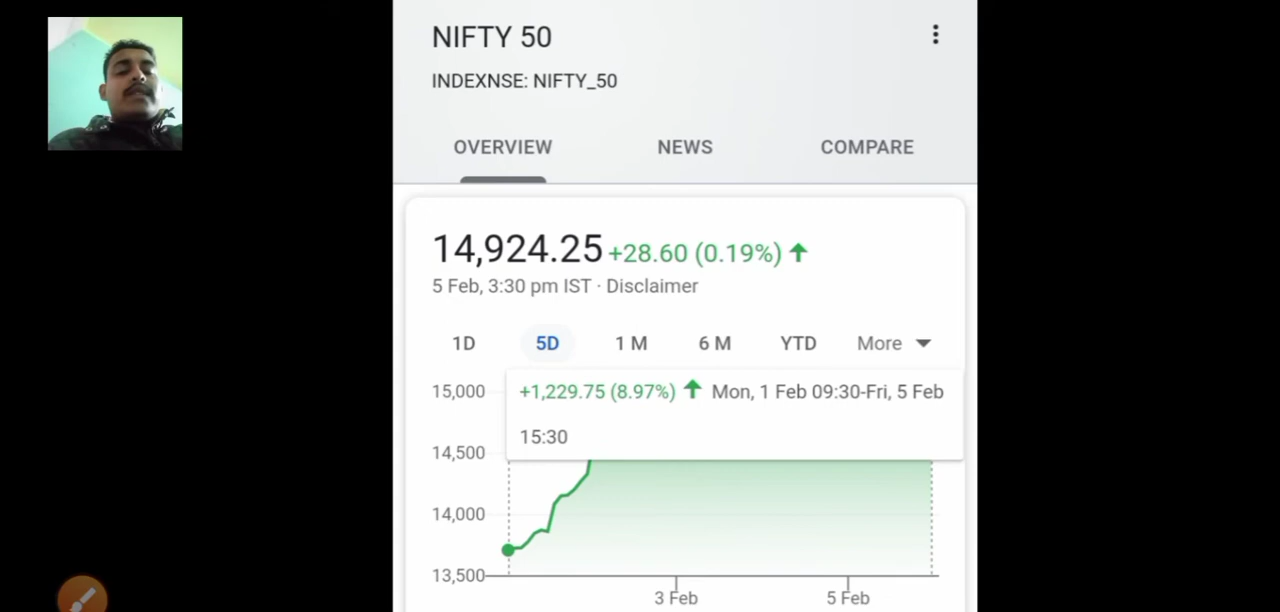 NIFTY 50
INDEXNSE: NIFTY_50
OVERVIEW NEWS COMPARE
14,924.25 +28.60 (0.19%)
5 Feb, 3:30 pm IST · Disclaimer
1D 5D 1 M 6 M YTD More
15,000
+1,229.75 (8.97%) Mon, 1 Feb 09:30-Fri, 5 Feb
15:30
14,500
14,000
13,500
3 Feb 5 Feb